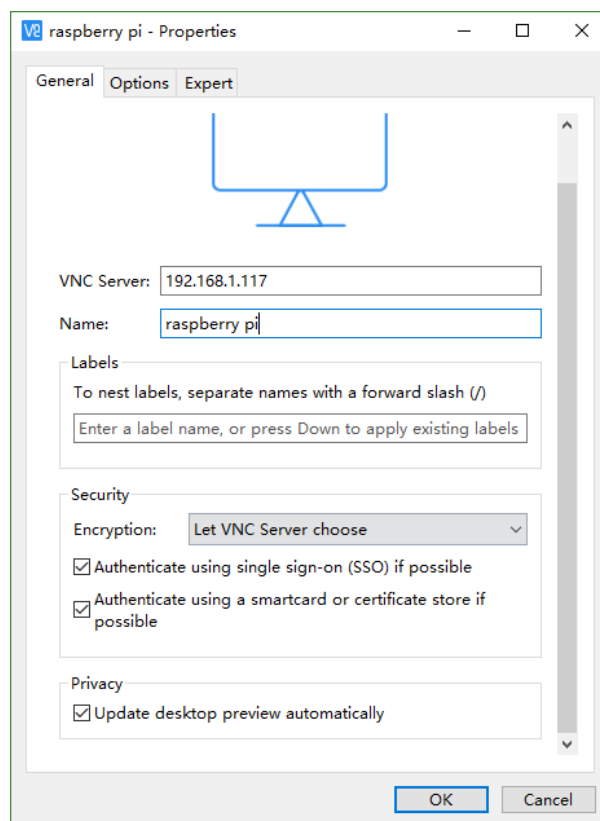 raspberry pi - Properties
General Options Expert
VNC Server: 192.168.1.117
Name: raspberry pi
Labels
To nest labels, separate names with a forward slash (/)
Enter a label name, or press Down to apply existing labels
Security
Encryption: Let VNC Server choose
Authenticate using single sign-on (SSO) if possible
Authenticate using a smartcard or certificate store if
possible
Privacy
Update desktop preview automatically
OK Cancel